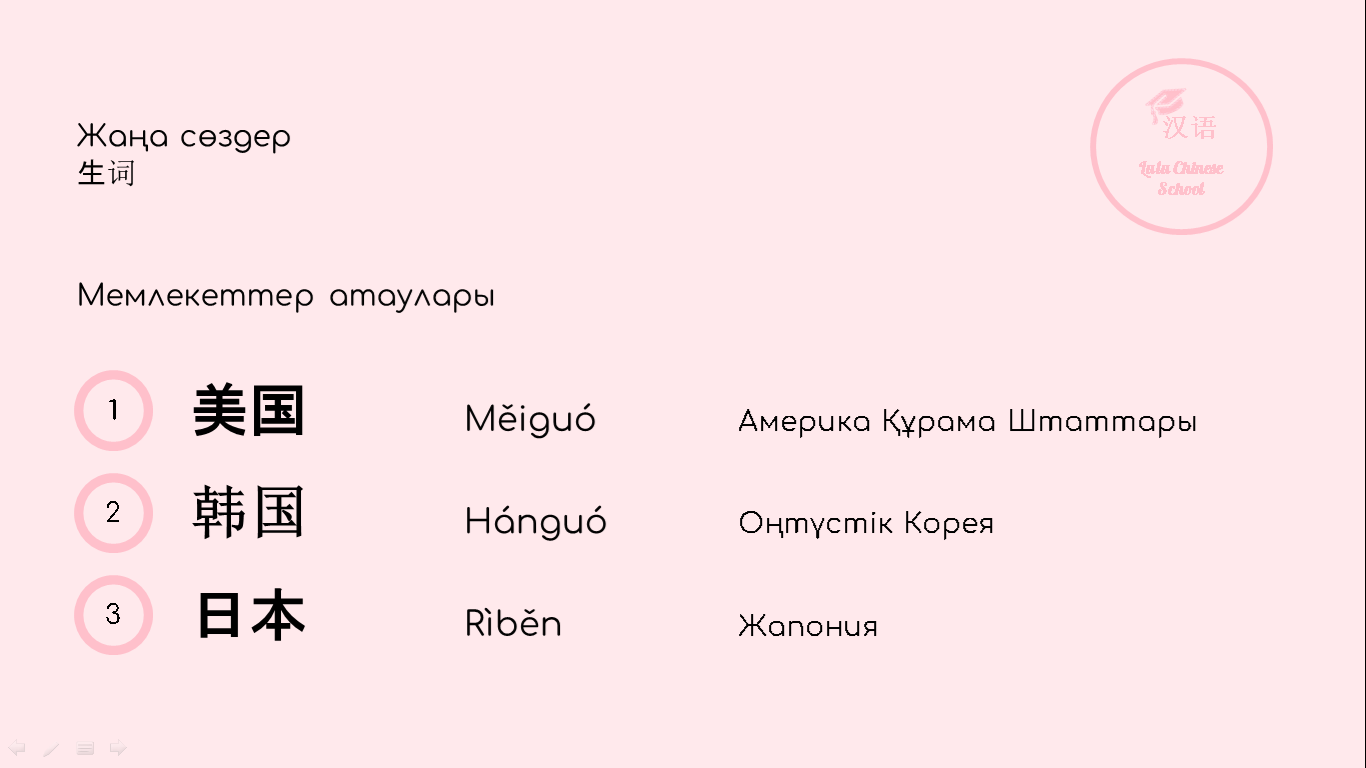 Жаңа сөздер
生词
汉语
Lulu Chinese
School
Мемлекеттер атаулары
1 美国 Měiguó Америка Құрама Штаттары
2 韩国 Hánguó Оңтүстік Корея
3 日本 Rìběn Жапония